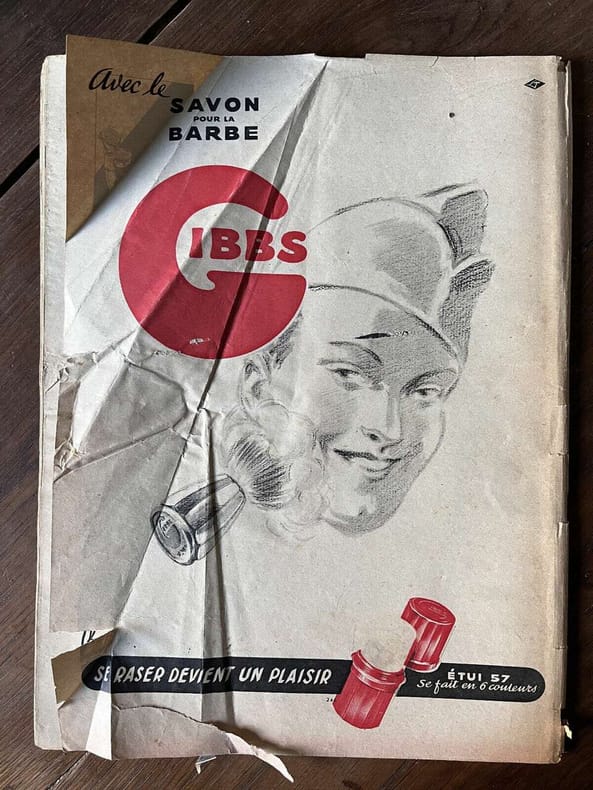 Avec le
SAVON
POUR LA
BARBE
GIBBS
SE RASER DEVIENT UN PLAISIR
ÉTUI 57
Se fait en 6 couleurs